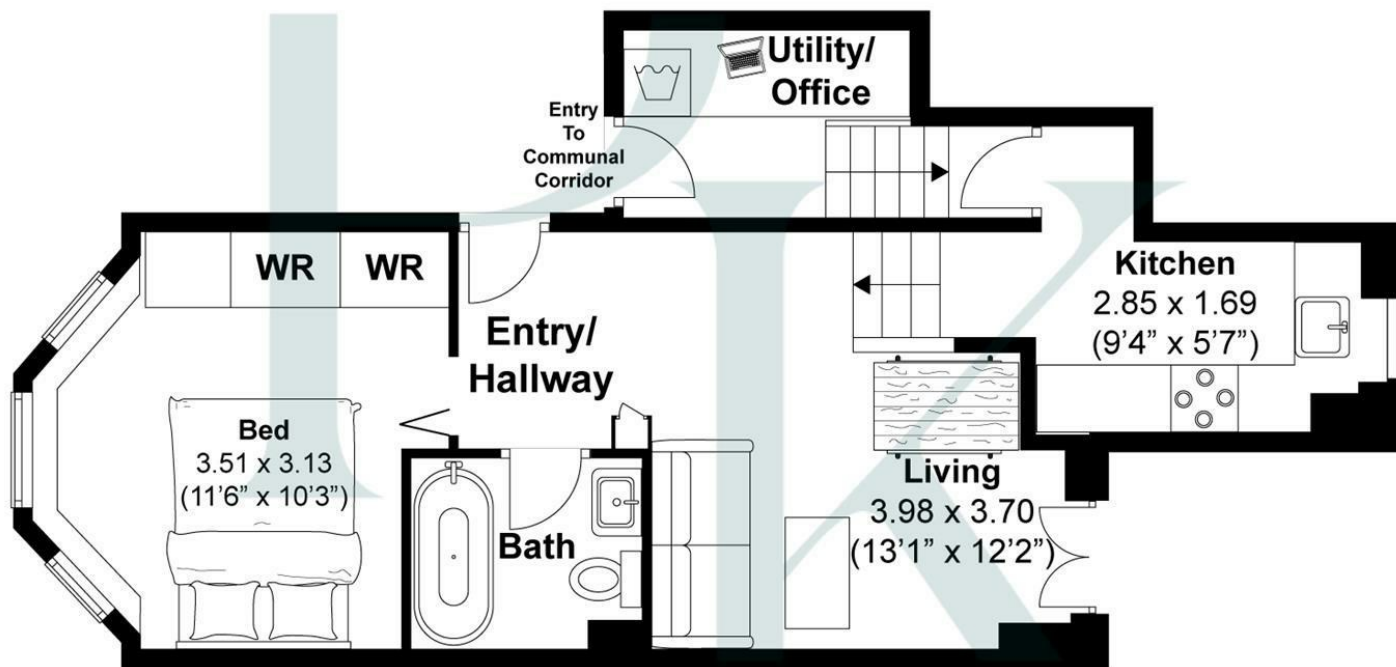 Utility/
Office
Entry
To
Communal
Corridor
WR WR
Kitchen
2.85 x 1.69
(9’4” x 5’7”)
Entry/
Hallway
Bed
3.51 x 3.13
(11’6” x 10’3”)
Living
3.98 x 3.70
(13’1” x 12’2”)
Bath